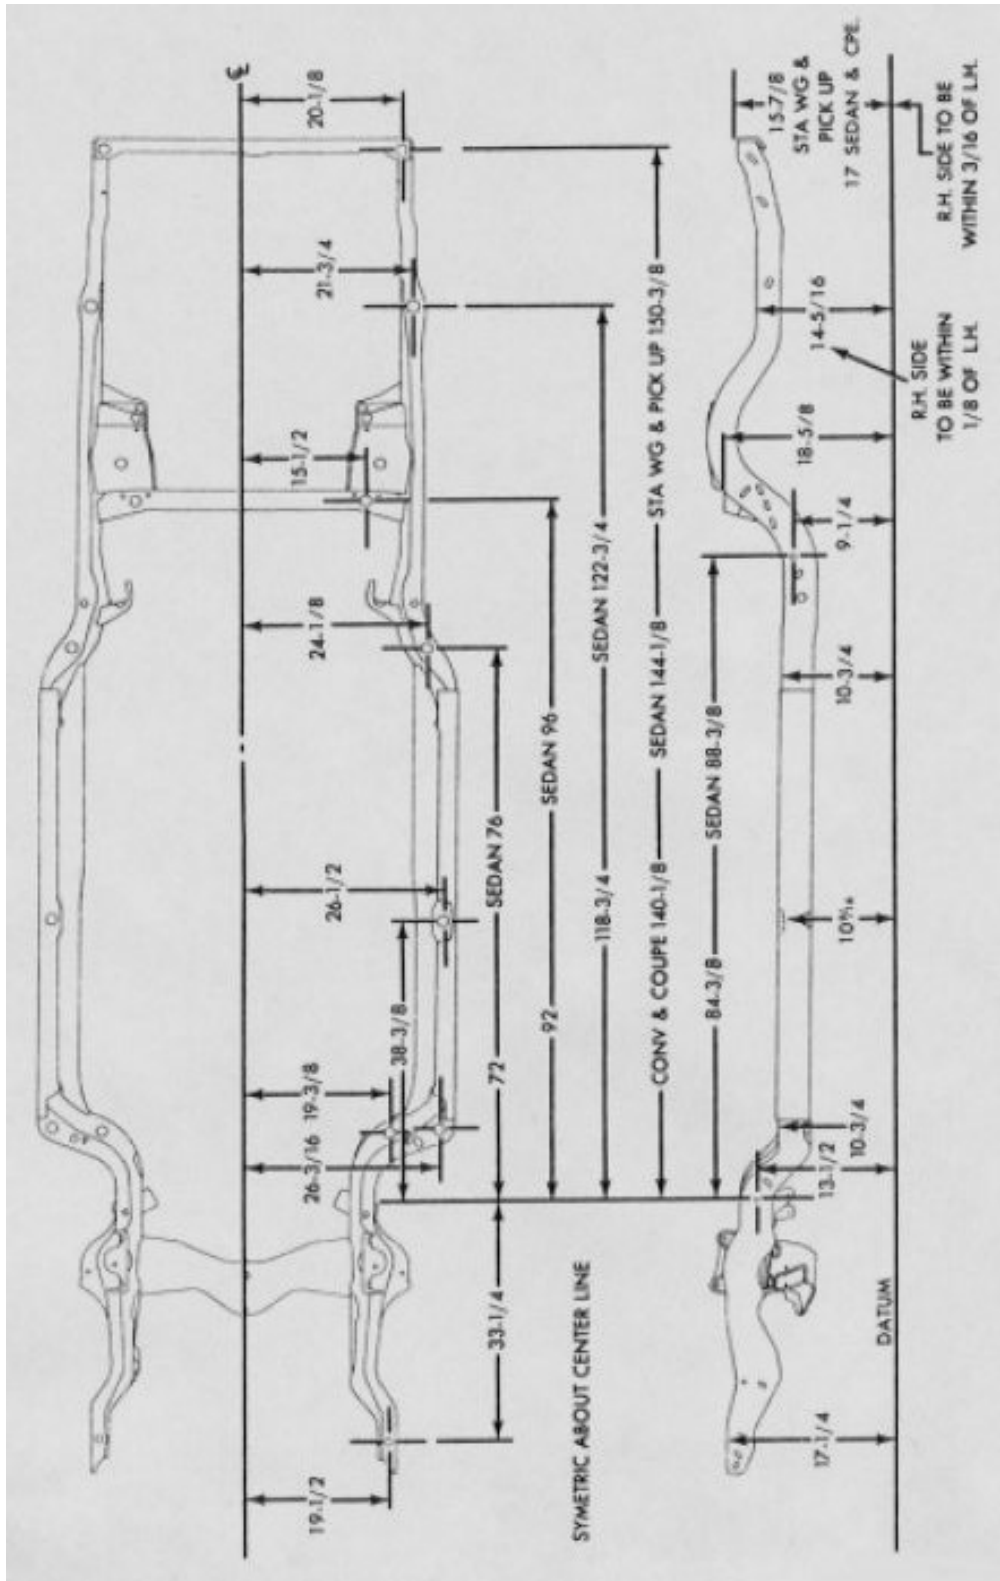 ℄
20-1/8
21-3/4
15-1/2
24-1/8
26-1/2
19-3/8
26-3/16
19-1/2
38-3/8
72
SEDAN 76
33-1/4
92
SEDAN 96
118-3/4
SEDAN 122-3/4
CONV & COUPE 140-1/8
SEDAN 144-1/8
STA WG & PICK UP 150-3/8
84-3/8
SEDAN 88-3/8
SYMETRIC ABOUT CENTER LINE
15-7/8
STA WG &
PICK UP
17 SEDAN & CPE.
R.H. SIDE TO BE
WITHIN 3/16 OF L.H.
14-5/16
R.H. SIDE
TO BE WITHIN
1/8 OF L.H.
18-5/8
9-1/4
10-3/4
10-3/4
13-1/2
17-1/4
DATUM